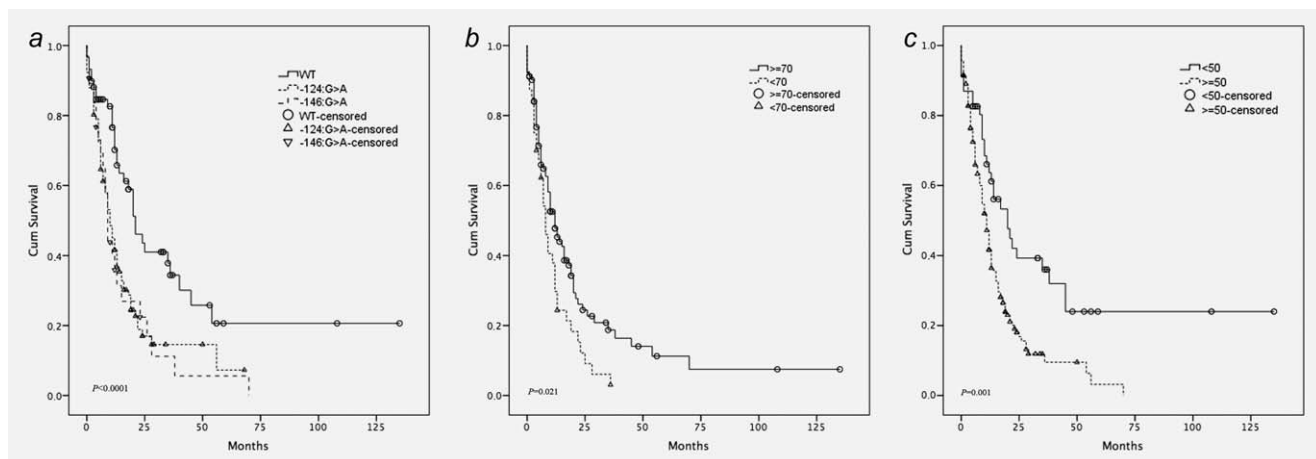 a
1.0
0.8
0.6
0.4
0.2
0.0
Cum Survival
WT
-124:G>A
-146:G>A
WT-censored
-124:G>A-censored
-146:G>A-censored
P<0.0001
0 25 50 75 100 125
Months
b
1.0
0.8
0.6
0.4
0.2
0.0
Cum Survival
>=70
<70
>=70-censored
<70-censored
P=0.021
0 25 50 75 100 125
Months
c
1.0
0.8
0.6
0.4
0.2
0.0
Cum Survival
<50
>=50
<50-censored
>=50-censored
P=0.001
0 25 50 75 100 125
Months